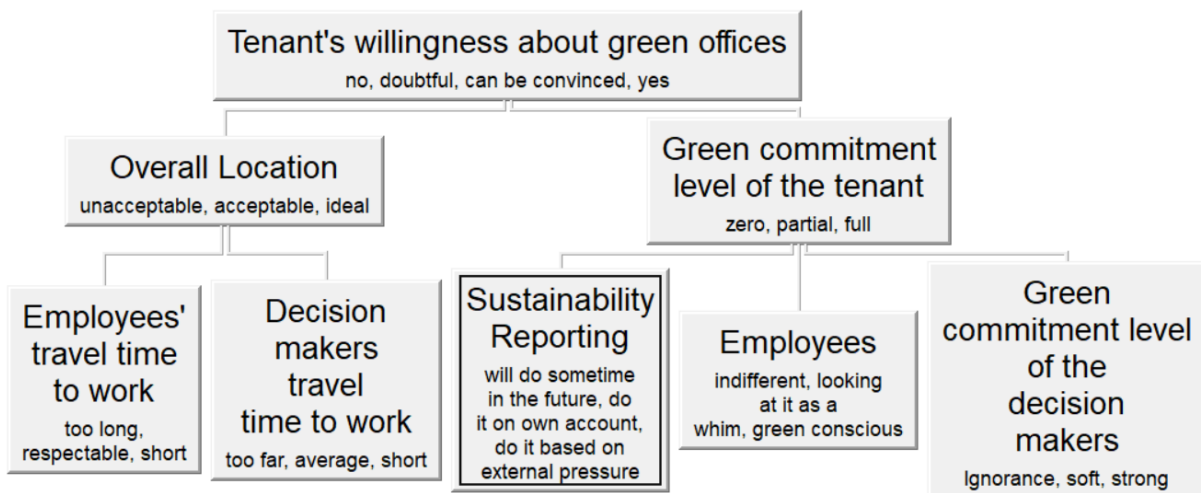 Tenant's willingness about green offices
no, doubtful, can be convinced, yes
Overall Location
unacceptable, acceptable, ideal
Green commitment
level of the tenant
zero, partial, full
Employees'
travel time
to work
too long,
respectable, short
Decision
makers
travel
time to work
too far, average, short
Sustainability
Reporting
will do sometime
in the future, do
it on own account,
do it based on
external pressure
Employees
indifferent, looking
at it as a
whim, green conscious
Green
commitment level
of the
decision
makers
Ignorance, soft, strong